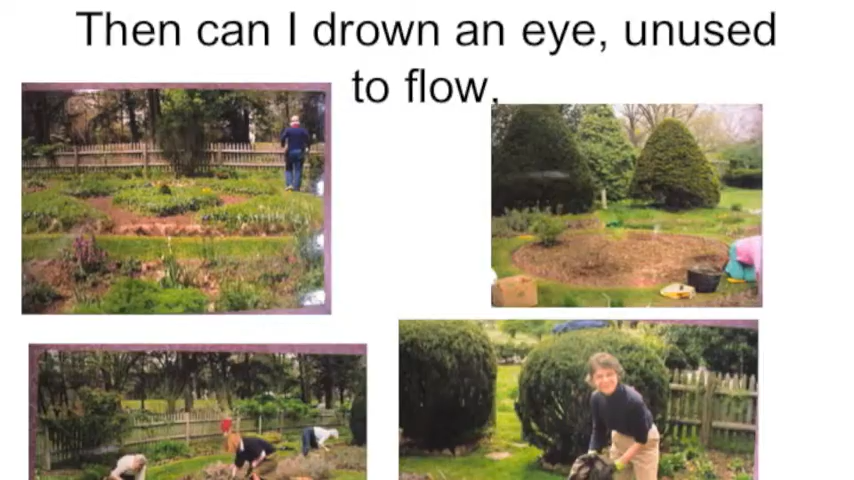 Then can I drown an eye, unused
to flow,